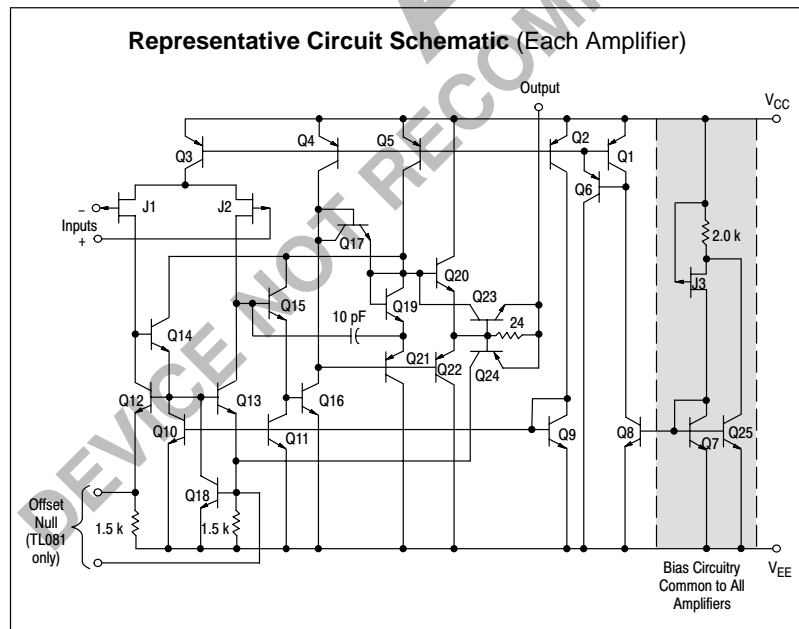 Representative Circuit Schematic (Each Amplifier)
Output
VCC
Q3
Q4
Q5
Q2
Q1
Q6
J1
J2
–
Inputs
+
Q17
2.0 k
J3
Q20
Q23
Q15
Q19
10 pF
24
Q14
Q21
Q22
Q24
Q12
Q13
Q16
Q10
Q11
Q9
Q8
Q7
Q25
Q18
Offset
Null
(TL081
only)
1.5 k
1.5 k
Bias Circuitry
Common to All
Amplifiers
VEE
DEVICE NOT RECOM